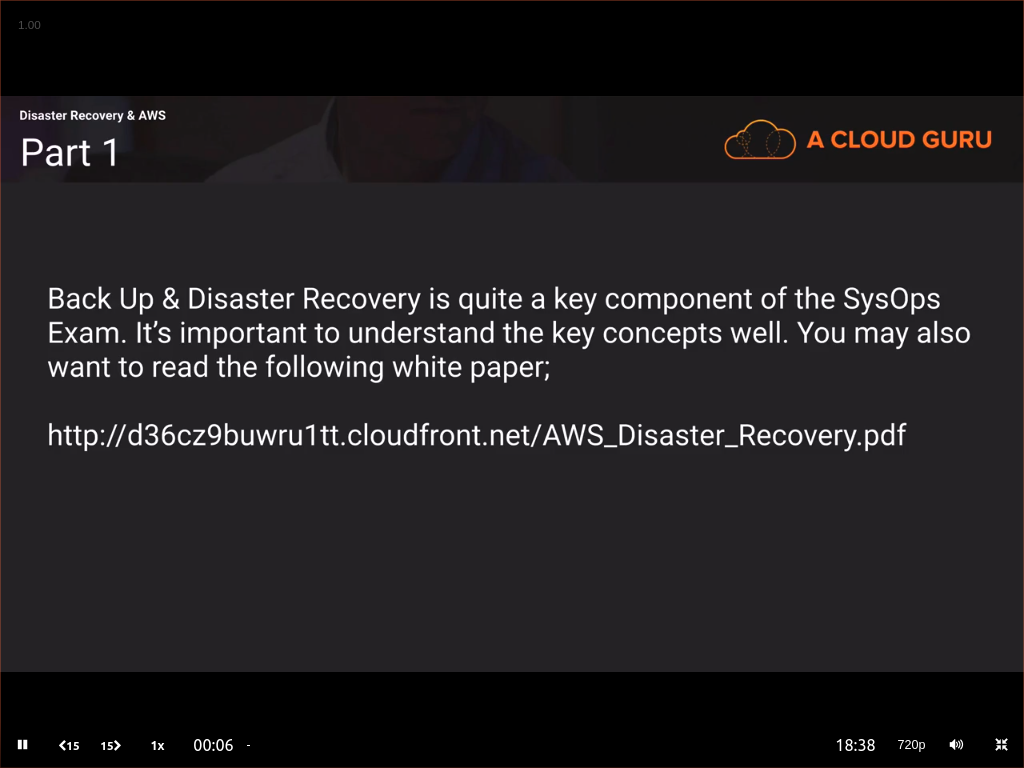 1.00
Disaster Recovery & AWS
Part 1
A CLOUD GURU
Back Up & Disaster Recovery is quite a key component of the SysOps
Exam. It’s important to understand the key concepts well. You may also
want to read the following white paper;
http://d36cz9buwru1tt.cloudfront.net/AWS_Disaster_Recovery.pdf
15 15 1x 00:06 - 18:38 720p